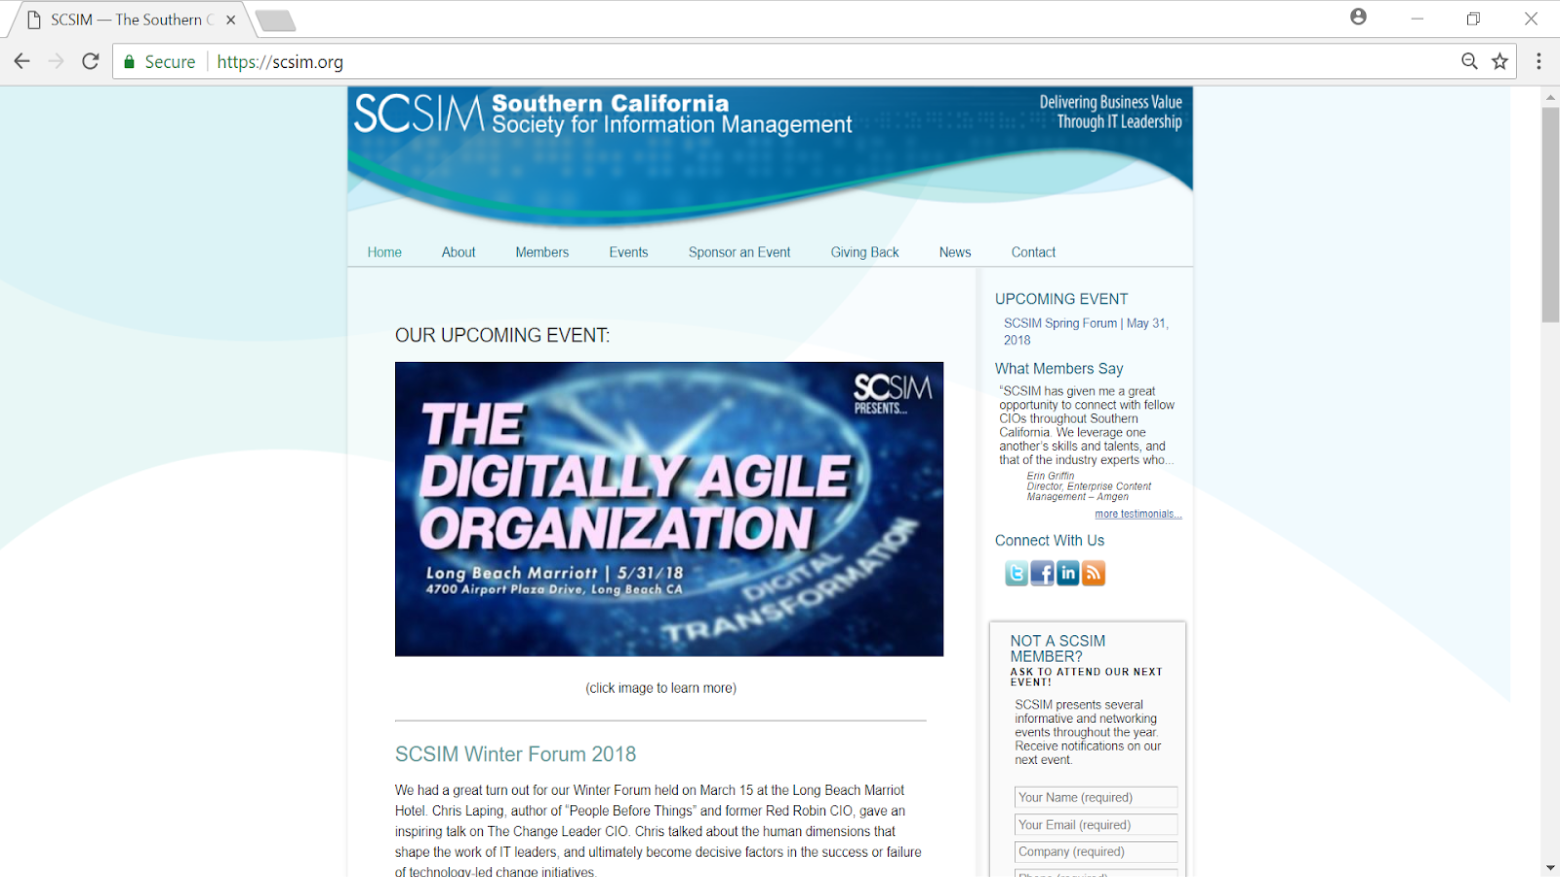 SCSIM — The Southern C
Secure
https://scsim.org
SCSIM Southern California
Society for Information Management
Delivering Business Value
Through IT Leadership
Home About Members Events Sponsor an Event Giving Back News Contact
OUR UPCOMING EVENT:
SCSIM
PRESENTS...
THE
DIGITALLY AGILE
ORGANIZATION
Long Beach Marriott | 5/31/18
4700 Airport Plaza Drive, Long Beach CA
DIGITAL
TRANSFORMATION
(click image to learn more)
SCSIM Winter Forum 2018
We had a great turn out for our Winter Forum held on March 15 at the Long Beach Marriot
Hotel. Chris Laping, author of “People Before Things” and former Red Robin CIO, gave an
inspiring talk on The Change Leader CIO. Chris talked about the human dimensions that
shape the work of IT leaders, and ultimately become decisive factors in the success or failure
of technology-led change initiatives.
UPCOMING EVENT
SCSIM Spring Forum | May 31,
2018
What Members Say
“SCSIM has given me a great
opportunity to connect with fellow
CIOs throughout Southern
California. We leverage one
another’s skills and talents, and
that of the industry experts who...
Erin Griffin
Director, Enterprise Content
Management – Amgen
more testimonials...
Connect With Us
NOT A SCSIM
MEMBER?
ASK TO ATTEND OUR NEXT
EVENT!
SCSIM presents several
informative and networking
events throughout the year.
Receive notifications on our
next event.
Your Name (required)
Your Email (required)
Company (required)